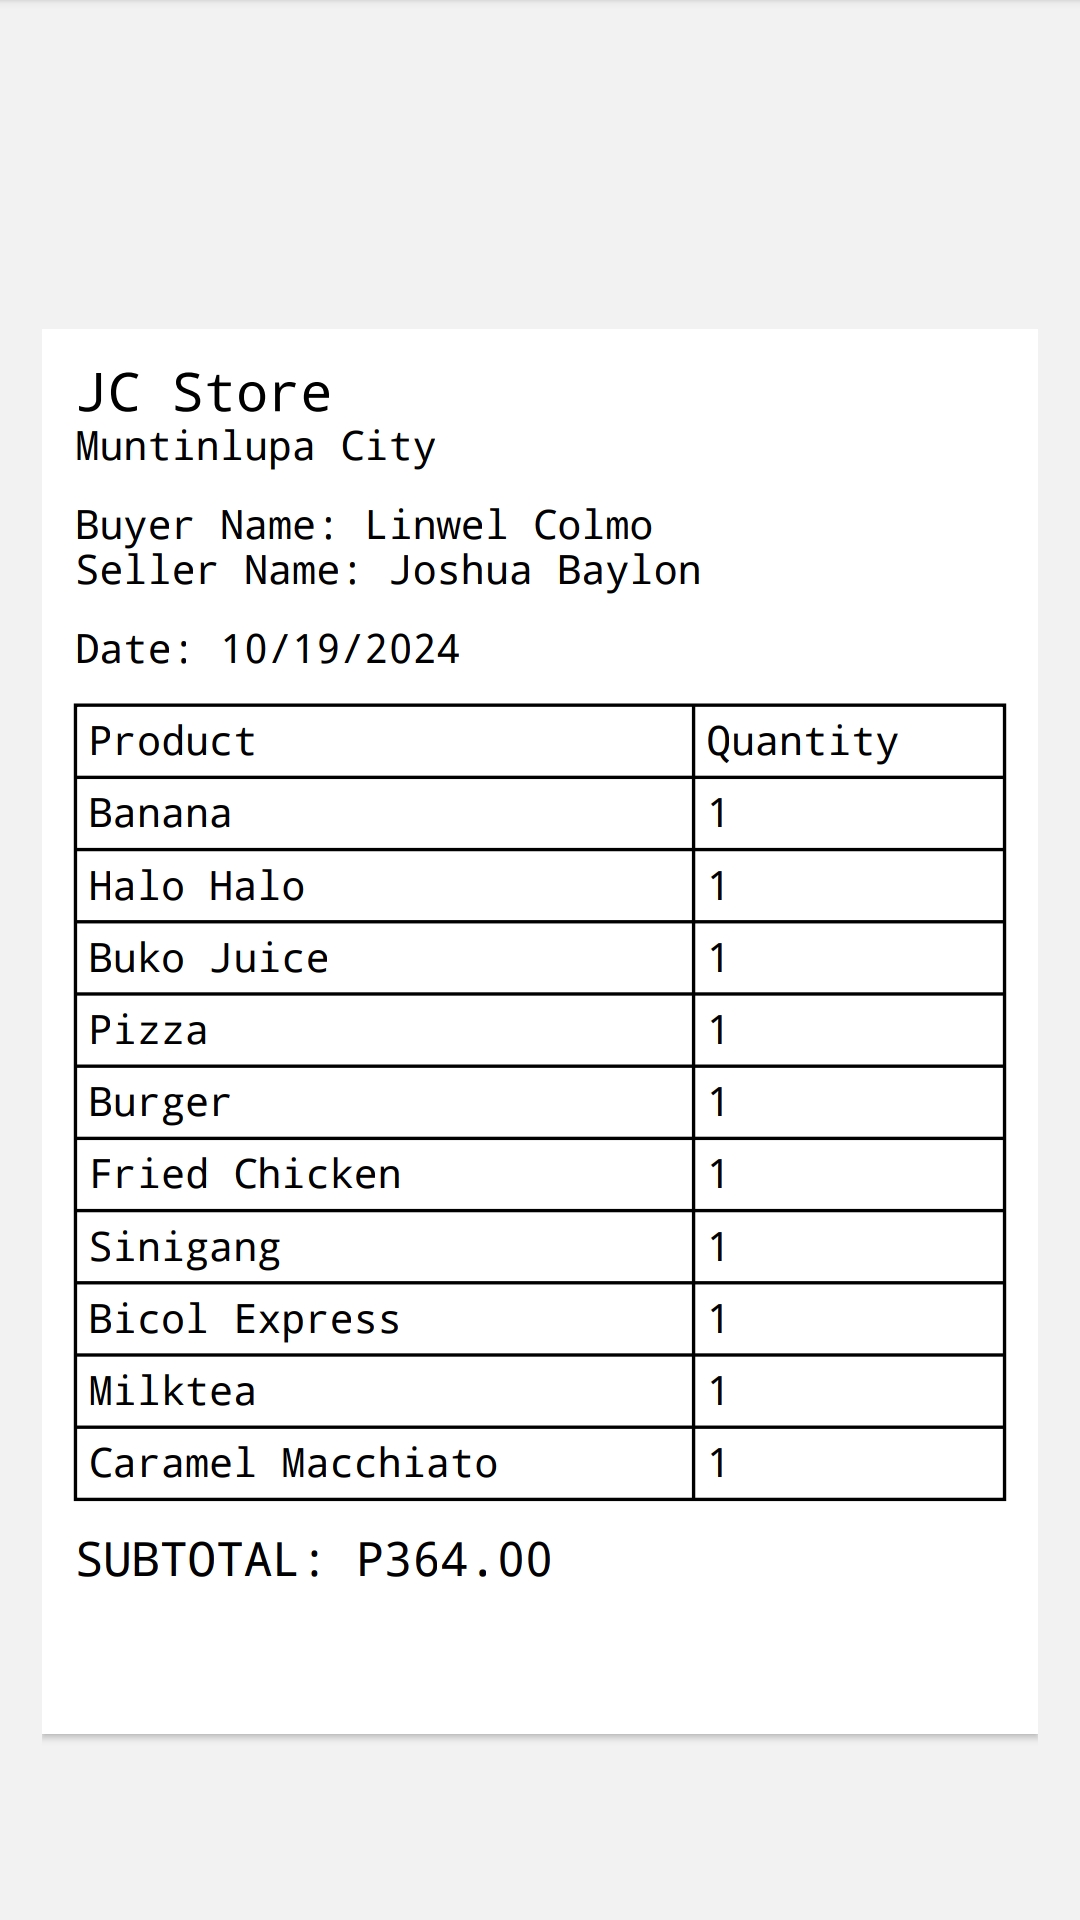 JC Store
Muntinlupa City
Buyer Name: Linwel Colmo
Seller Name: Joshua Baylon
Date: 10/19/2024
Product Quantity
Banana 1
Halo Halo 1
Buko Juice 1
Pizza 1
Burger 1
Fried Chicken 1
Sinigang 1
Bicol Express 1
Milktea 1
Caramel Macchiato 1
SUBTOTAL: P364.00